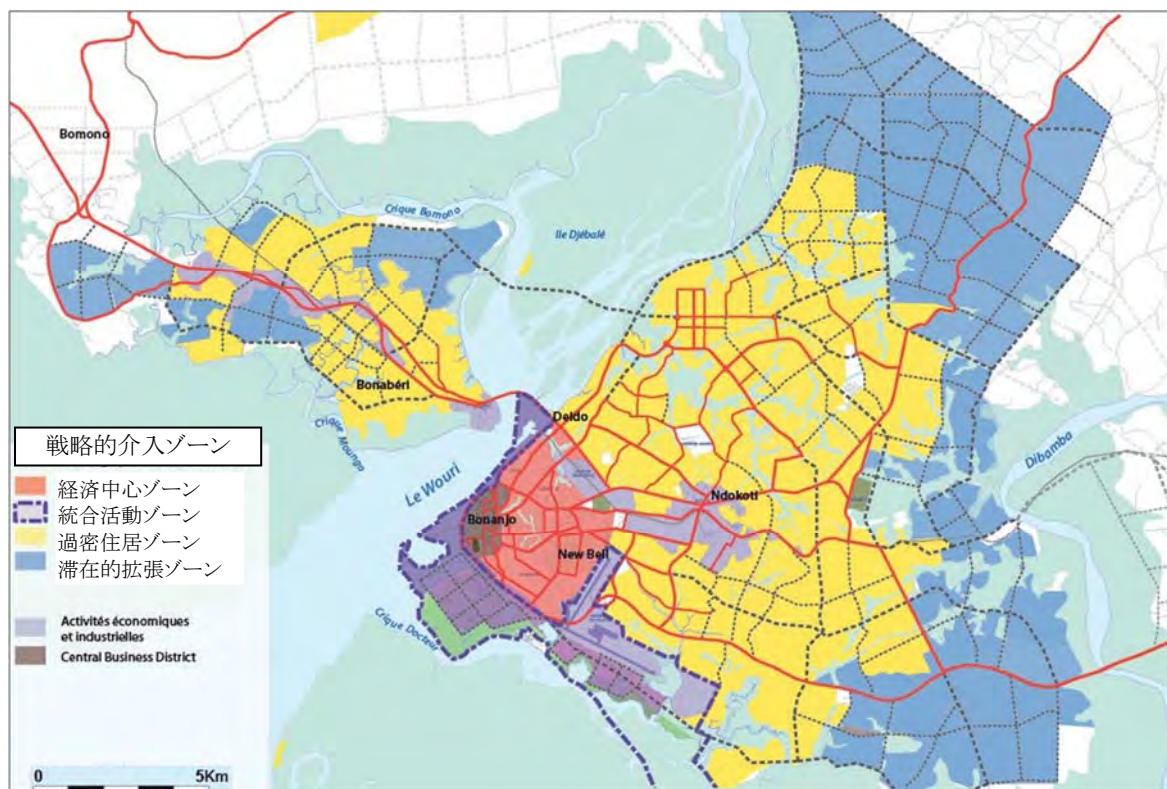 Bomono
Crique Bomono
Ile Djébalé
Bonabéri
Crique Moungo
Deïdo
Dibamba
戦略的介入ゾーン
経済中心ゾーン
統合活動ゾーン
過密住居ゾーン
滞在的拡張ゾーン
Activités économiques
et industrielles
Central Business District
Le Wouri
Ndokoti
Bonanjo
New Bell
Crique Docteur
0 5Km